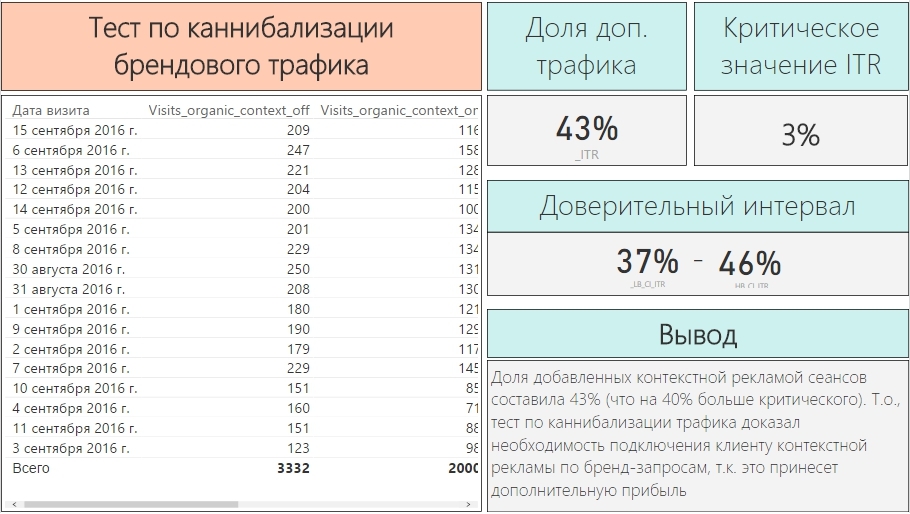 Тест по каннибализации
брендового трафика
Дата визита Visits_organic_context_off Visits_organic_context_or
15 сентября 2016 г. 209 116
6 сентября 2016 г. 247 158
13 сентября 2016 г. 221 128
12 сентября 2016 г. 204 115
14 сентября 2016 г. 200 100
5 сентября 2016 г. 201 134
8 сентября 2016 г. 229 134
30 августа 2016 г. 250 131
31 августа 2016 г. 208 130
1 сентября 2016 г. 180 121
9 сентября 2016 г. 190 129
2 сентября 2016 г. 179 117
7 сентября 2016 г. 229 145
10 сентября 2016 г. 151 85
4 сентября 2016 г. 160 71
11 сентября 2016 г. 151 88
3 сентября 2016 г. 123 98
Всего 3332 2000
Доля доп.
трафика
43%
_ITR
Критическое
значение ITR
3%
Доверительный интервал
37% - 46%
_LB_CI_ITR _HB_CI_ITR
Вывод
Доля добавленных контекстной рекламой сеансов
составила 43% (что на 40% больше критического). Т.о.,
тест по каннибализации трафика доказал
необходимость подключения клиенту контекстной
рекламы по бренд-запросам, т.к. это принесет
дополнительную прибыль